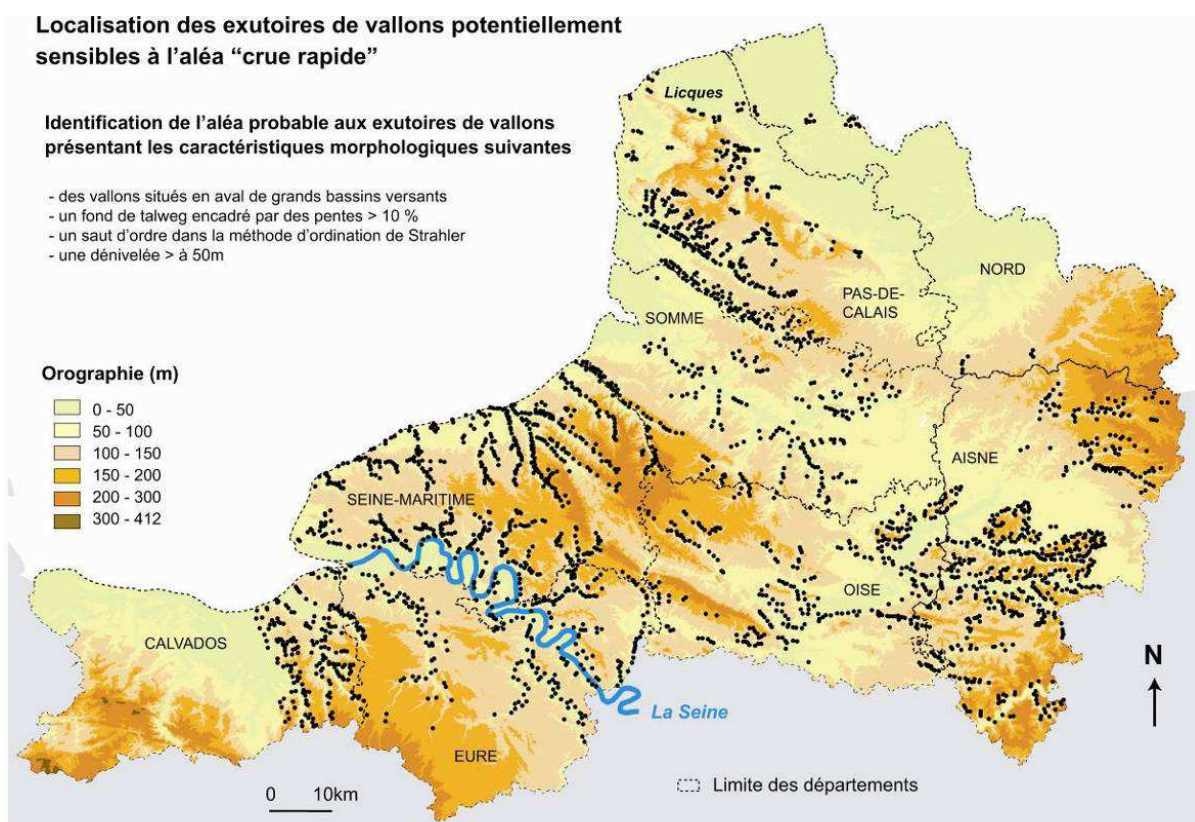 Localisation des exutoires de vallons potentiellement
sensibles à l'aléa “crue rapide”
Identification de l'aléa probable aux exutoires de vallons
présentant les caractéristiques morphologiques suivantes
- des vallons situés en aval de grands bassins versants
- un fond de talweg encadré par des pentes > 10 %
- un saut d'ordre dans la méthode d'ordination de Strahler
- une dénivelée > à 50m
Orographie (m)
0 - 50
50 - 100
100 - 150
150 - 200
200 - 300
300 - 412
Licques
NORD
PAS-DE-
CALAIS
SOMME
AISNE
SEINE-MARITIME
OISE
CALVADOS
EURE
La Seine
N
0 10km
Limite des départements